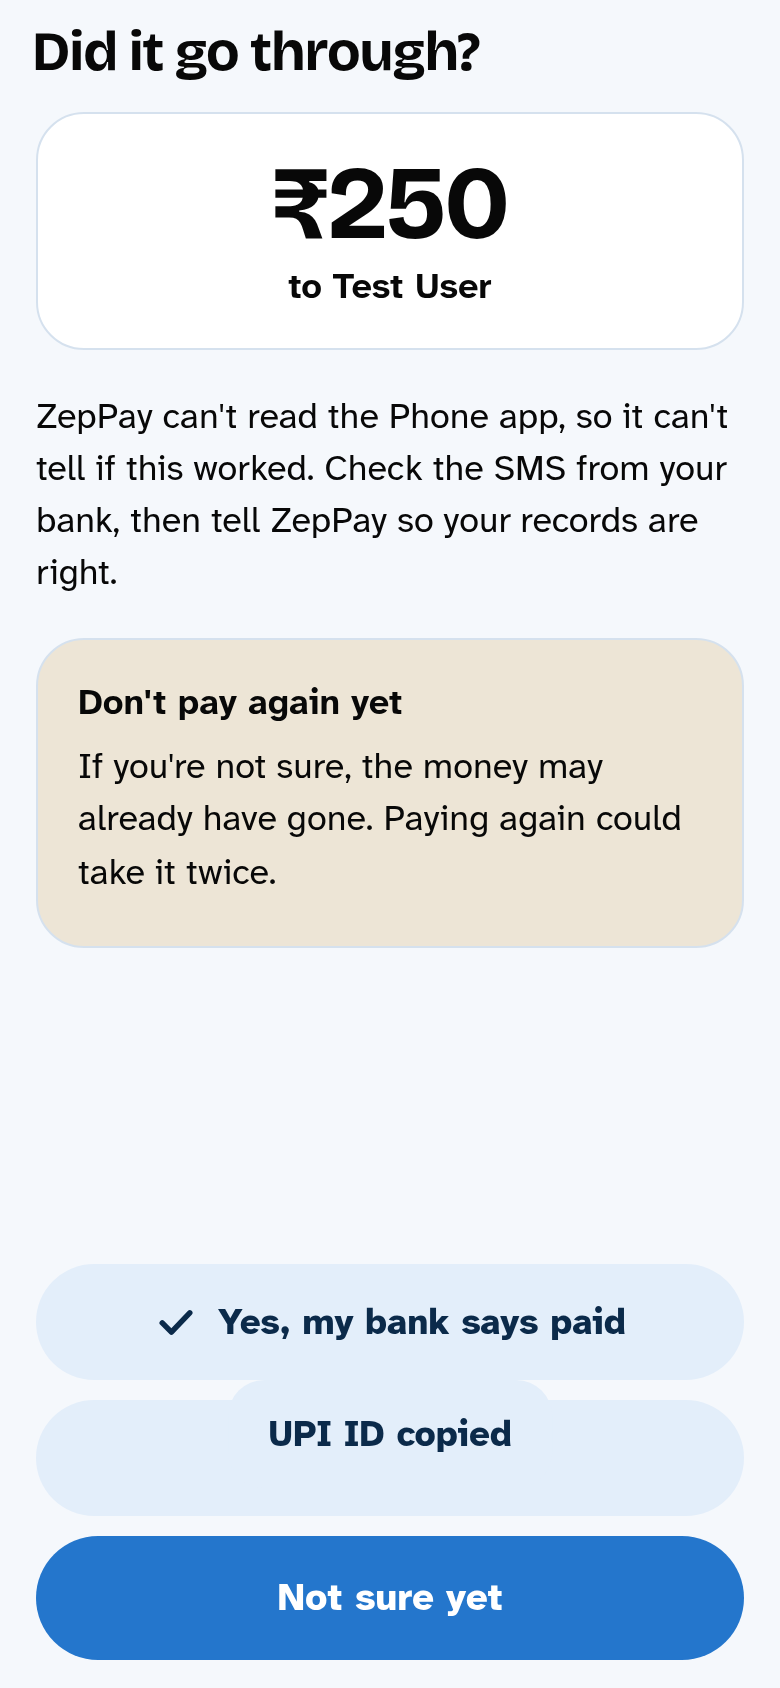 Did it go through?
₹250
to Test User
ZepPay can't read the Phone app, so it can't
tell if this worked. Check the SMS from your
bank, then tell ZepPay so your records are
right.
Don't pay again yet
If you're not sure, the money may
already have gone. Paying again could
take it twice.
Yes, my bank says paid
UPI ID copied
Not sure yet